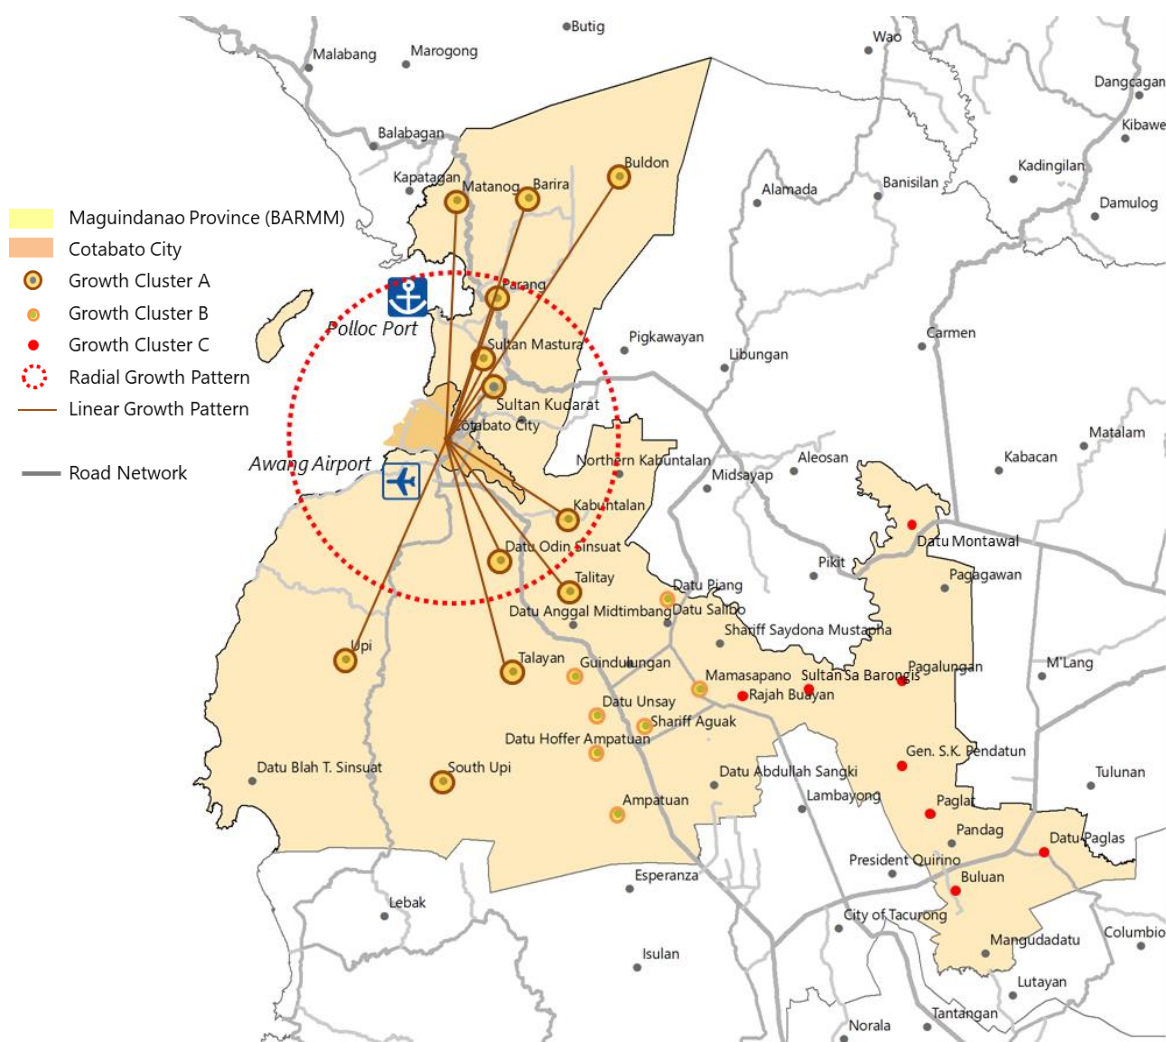 Butig
Wao
Malabang
Marogong
Dangcagan
Kibawe
Balabagan
Kapatagan
Matanog
Barira
Buldon
Alamada
Banisilan
Kadingilan
Damulog
Maguindanao Province (BARMM)
Cotabato City
Growth Cluster A
Growth Cluster B
Growth Cluster C
Radial Growth Pattern
Linear Growth Pattern
Road Network
Parang
Polloc Port
Sultan Mastura
Pigkawayan
Libungan
Carmen
Sultan Kudarat
Cotabato City
Awang Airport
Northern Kabuntalan
Midsayap
Aleosan
Kabacan
Matalam
Kabuntalan
Datu Odin Sinsuat
Datu Montawal
Pikit
Pagagawan
Talitay
Datu Piang
Datu Anggal Midtimbang
Datu Salibo
Shariff Saydona Mustapha
Upi
Talayan
Guindulungan
Mamasapano
Sultan Sa Barongis
Pagalungan
M'Lang
Rajah Buayan
Datu Unsay
Shariff Aguak
Datu Hoffer Ampatuan
Gen. S.K. Pendatun
Datu Blah T. Sinsuat
South Upi
Datu Abdullah Sangki
Tulunan
Ampatuan
Lambayong
Paglat
Pandag
Datu Paglas
President Quirino
Buluan
Esperanza
Lebak
City of Tacurong
Mangudadatu
Columbio
Isulan
Lutayan
Tantangan
Norala